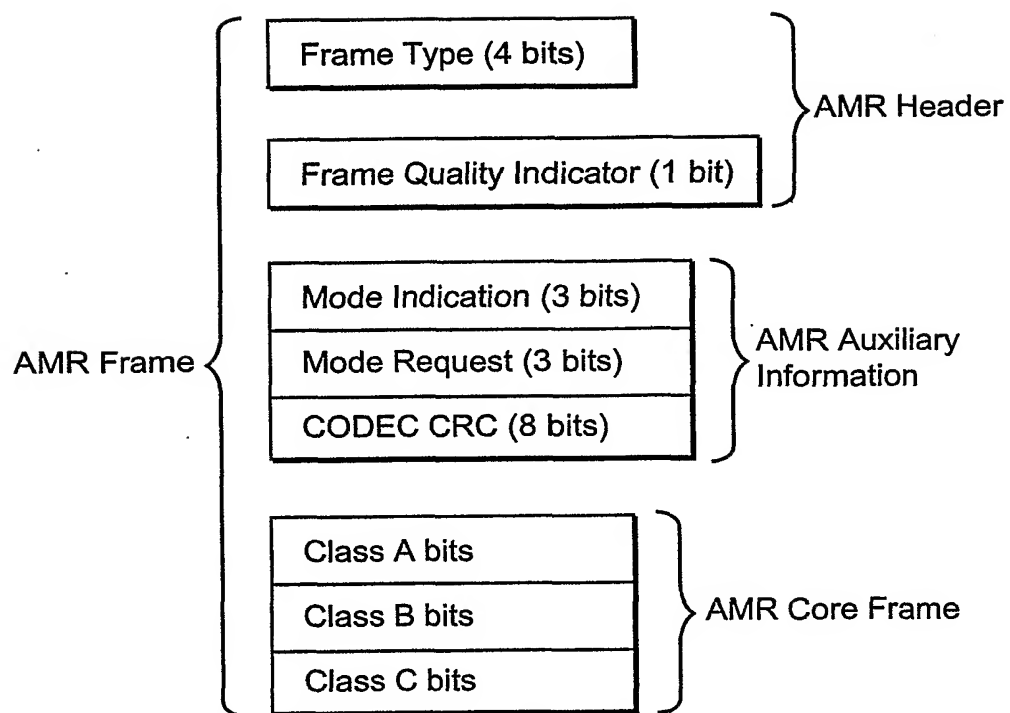 Frame Type (4 bits)
AMR Header
Frame Quality Indicator (1 bit)
Mode Indication (3 bits)
AMR Frame
Mode Request (3 bits)
AMR Auxiliary
Information
CODEC CRC (8 bits)
Class A bits
Class B bits
AMR Core Frame
Class C bits